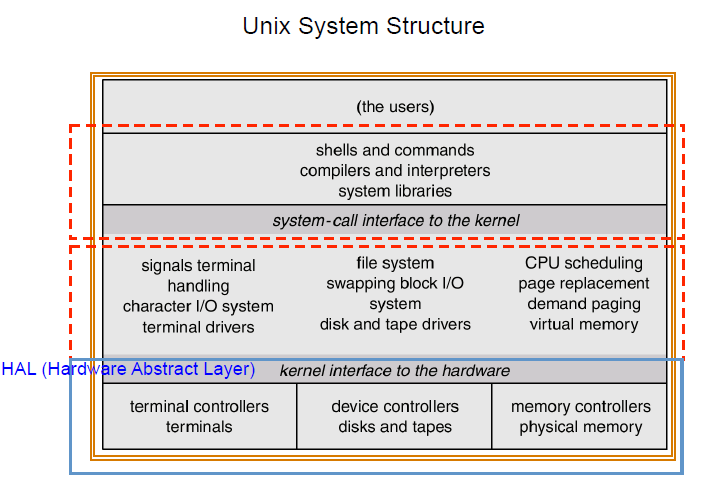 Unix System Structure
(the users)
shells and commands
compilers and interpreters
system libraries
system-call interface to the kernel
signals terminal
handling
character I/O system
terminal drivers
file system
swapping block I/O
system
disk and tape drivers
CPU scheduling
page replacement
demand paging
virtual memory
HAL (Hardware Abstract Layer)
kernel interface to the hardware
terminal controllers
terminals
device controllers
disks and tapes
memory controllers
physical memory